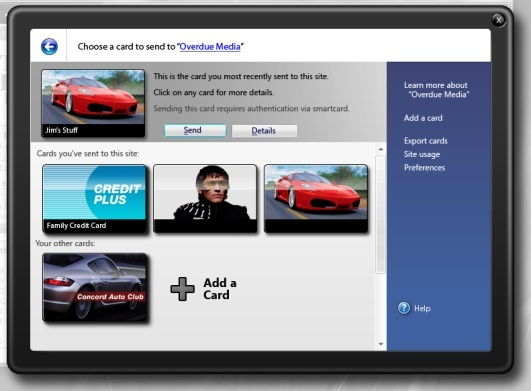 Choose a card to send to "Overdue Media"
This is the card you most recently sent to this site.
Click on any card for more details.
Sending this card requires authentication via smartcard.
Jim's Stuff
Send
Details
Cards you've sent to this site:
CREDIT
PLUS
Family Credit Card
Your other cards:
Concord Auto Club
Add a
Card
Learn more about
"Overdue Media"
Add a card
Export cards
Site usage
Preferences
Help